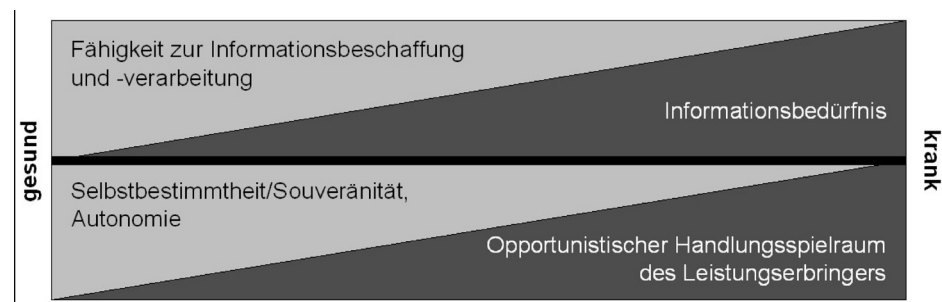 gesund
Fähigkeit zur Informationsbeschaffung
und -verarbeitung
Informationsbedürfnis
Selbstbestimmtheit/Souveränität,
Autonomie
Opportunistischer Handlungsspielraum
des Leistungserbringers
krank